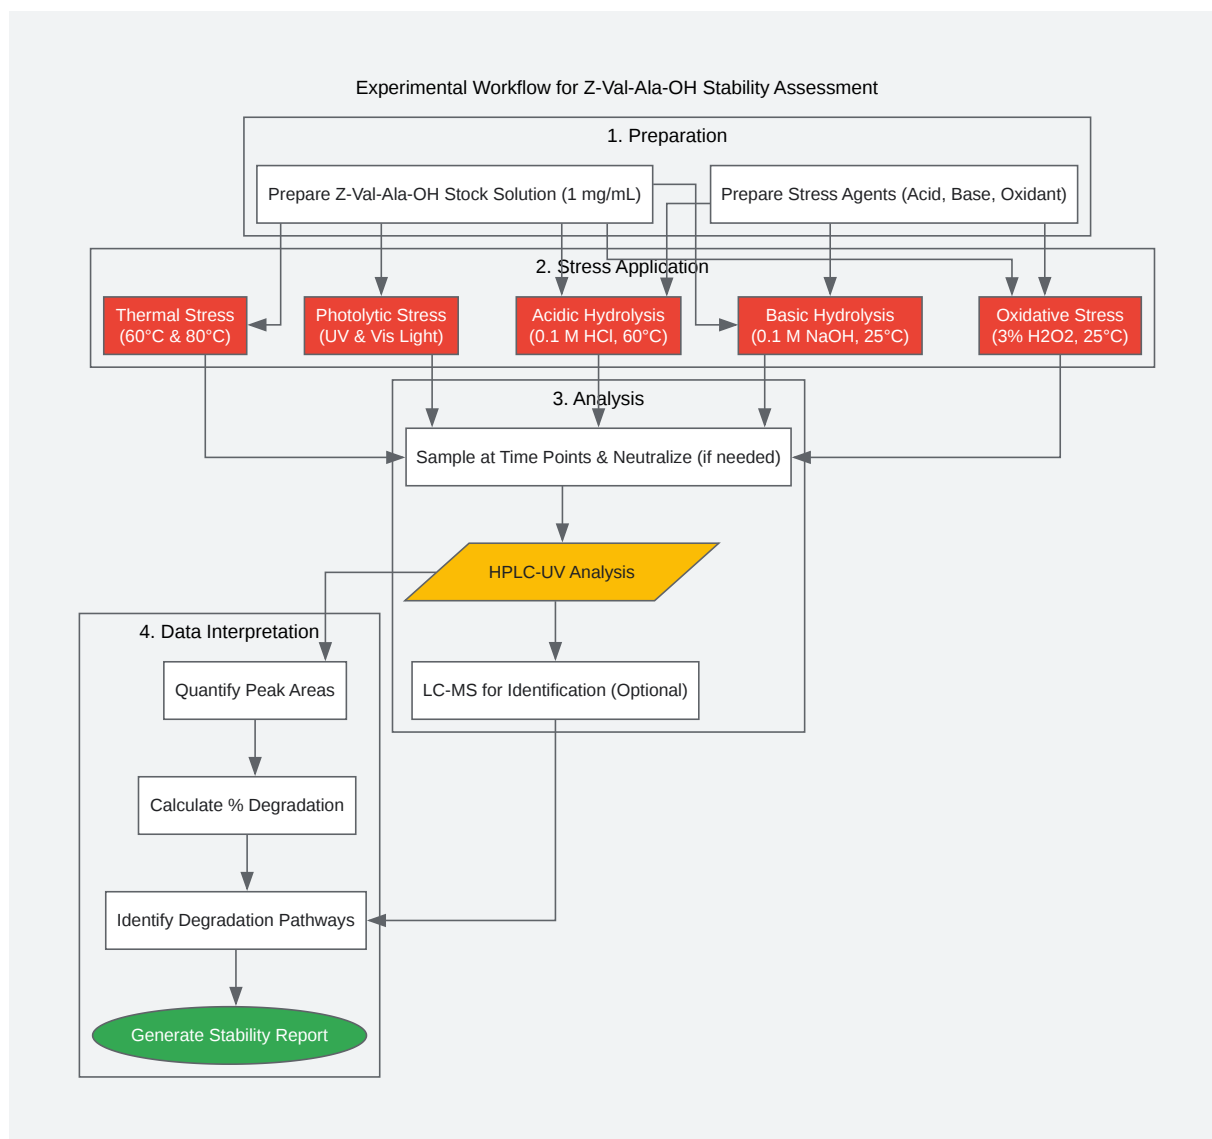 Experimental Workflow for Z-Val-Ala-OH Stability Assessment
1. Preparation
Prepare Z-Val-Ala-OH Stock Solution (1 mg/mL)
Prepare Stress Agents (Acid, Base, Oxidant)
2. Stress Application
Thermal Stress
(60°C & 80°C)
Photolytic Stress
(UV & Vis Light)
Acidic Hydrolysis
(0.1 M HCl, 60°C)
Basic Hydrolysis
(0.1 M NaOH, 25°C)
Oxidative Stress
(3% H2O2, 25°C)
3. Analysis
Sample at Time Points & Neutralize (if needed)
HPLC-UV Analysis
LC-MS for Identification (Optional)
4. Data Interpretation
Quantify Peak Areas
Calculate % Degradation
Identify Degradation Pathways
Generate Stability Report